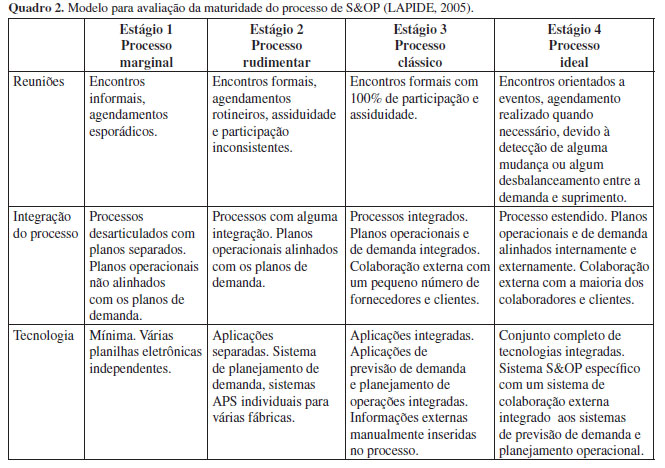 Quadro 2. Modelo para avaliação da maturidade do processo de S&OP (LAPIDE, 2005).
Estágio 1
Processo
marginal
Estágio 2
Processo
rudimentar
Estágio 3
Processo
clássico
Estágio 4
Processo
ideal
Reuniões
Encontros
informais,
agendamentos
esporádicos.
Encontros formais,
agendamentos
rotineiros, assiduidade
e participação
inconsistentes.
Encontros formais com
100% de participação e
assiduidade.
Encontros orientados a
eventos, agendamento
realizado quando
necessário, devido à
detecção de alguma
mudança ou algum
desbalanceamento entre a
demanda e suprimento.
Integração
do processo
Processos
desarticulados com
planos separados.
Planos operacionais
não alinhados
com os planos de
demanda.
Processos com alguma
integração. Planos
operacionais alinhados
com os planos de
demanda.
Processos integrados.
Planos operacionais e
de demanda integrados.
Colaboração externa com
um pequeno número de
fornecedores e clientes.
Processo estendido. Planos
operacionais e de demanda
alinhados internamente e
externamente. Colaboração
externa com a maioria dos
colaboradores e clientes.
Tecnologia
Mínima. Várias
planilhas eletrônicas
independentes.
Aplicações
separadas. Sistema
de planejamento de
demanda, sistemas
APS individuais para
várias fábricas.
Aplicações integradas.
Aplicações de
previsão de demanda
e planejamento de
operações integradas.
Informações externas
manualmente inseridas
no processo.
Conjunto completo de
tecnologias integradas.
Sistema S&OP específico
com um sistema de
colaboração externa
integrado aos sistemas
de previsão de demanda e
planejamento operacional.